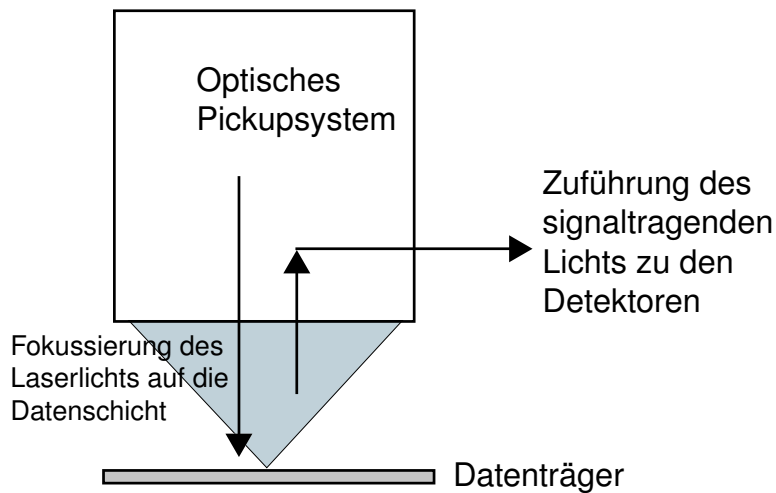 Optisches
Pickupsystem
Zuführung des
signaltragenden
Lichts zu den
Detektoren
Fokussierung des
Laserlichts auf die
Datenschicht
Datenträger